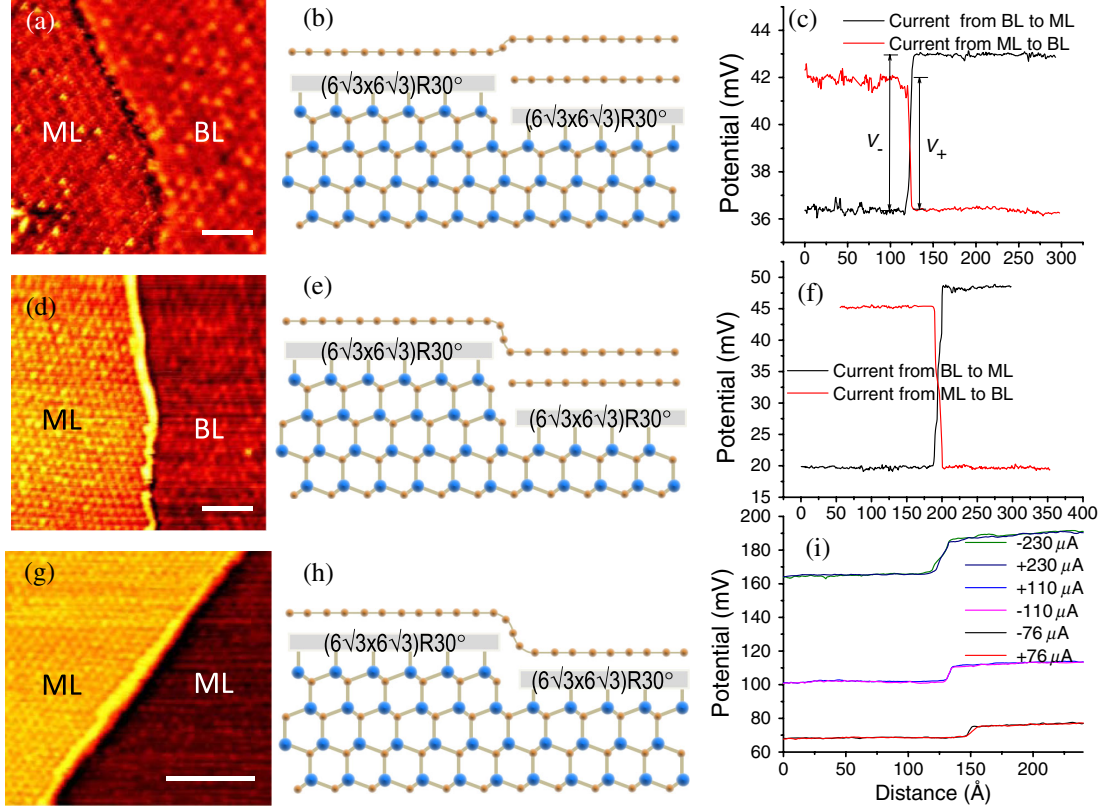 (a)
ML
BL
(b)
(6√3x6√3)R30°
(6√3x6√3)R30°
(c)
Current from BL to ML
Current from ML to BL
Potential (mV)
45
42
39
36
V-
V+
0 50 100 150 200 250 300
(d)
ML
BL
(e)
(6√3x6√3)R30°
(6√3x6√3)R30°
(f)
Current from BL to ML
Current from ML to BL
Potential (mV)
50
45
40
35
30
25
20
15
0 50 100 150 200 250 300 350 400
(g)
ML
ML
(h)
(6√3x6√3)R30°
(6√3x6√3)R30°
(i)
-230 μA
+230 μA
+110 μA
-110 μA
-76 μA
+76 μA
Potential (mV)
200
180
160
120
100
80
60
0 50 100 150 200
Distance (Å)